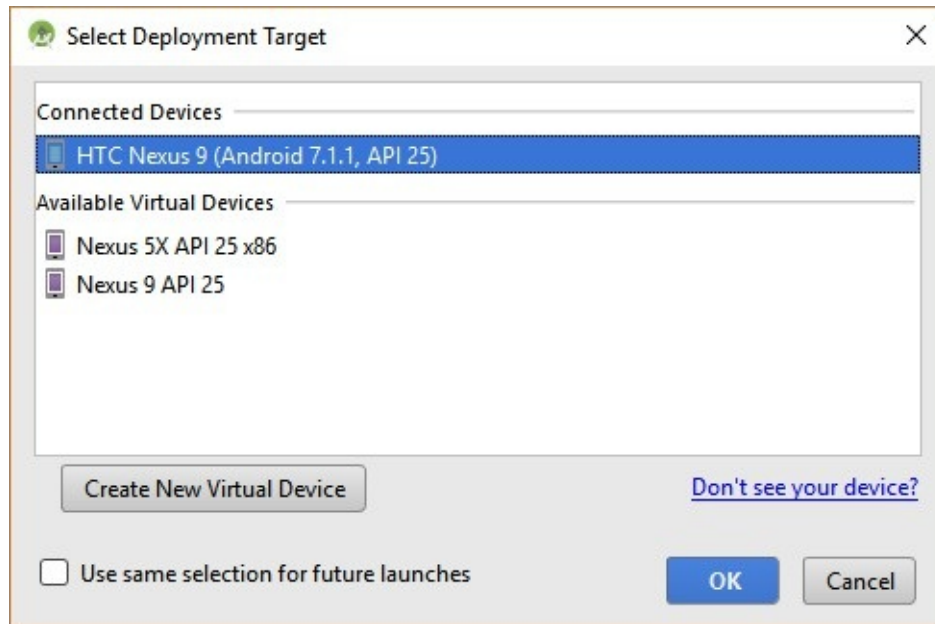 Select Deployment Target
Connected Devices
HTC Nexus 9 (Android 7.1.1, API 25)
Available Virtual Devices
Nexus 5X API 25 x86
Nexus 9 API 25
Create New Virtual Device
Don't see your device?
Use same selection for future launches
OK
Cancel